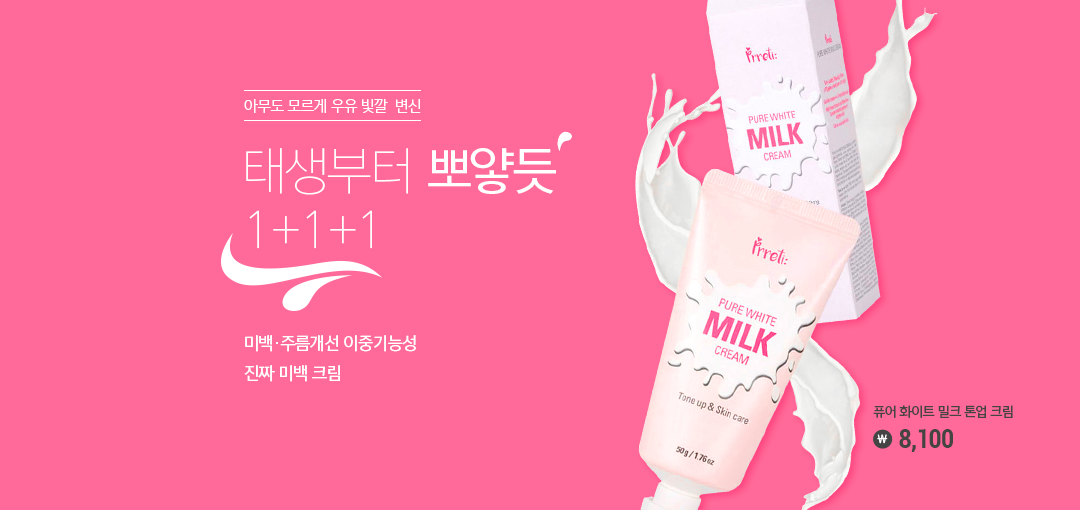 아무도 모르게 우유 빛깔 변신
태생부터 뽀얗듯
1+1+1
미백·주름개선 이중기능성
진짜 미백 크림
Prreti:
PURE WHITE
MILK
CREAM
Prreti:
PURE WHITE
MILK
CREAM
Tone up & Skin care
50g / 1.76oz
퓨어 화이트 밀크 톤업 크림
₩ 8,100